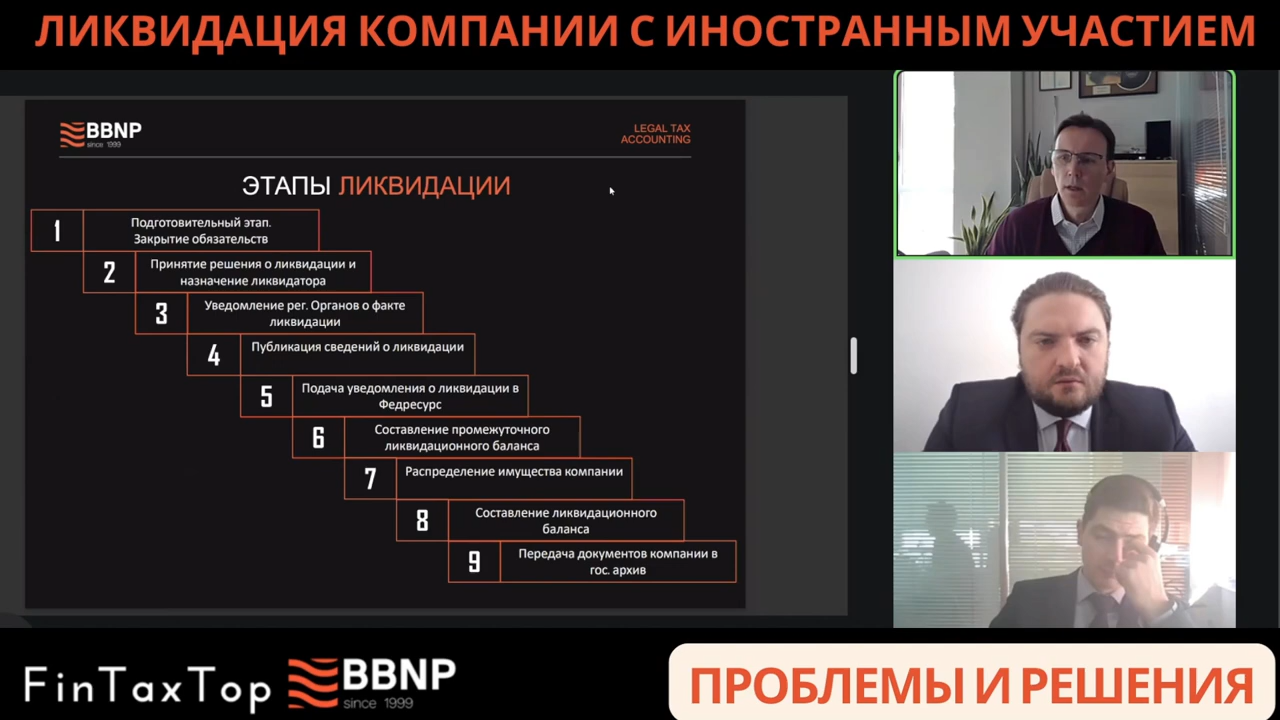 ЛИКВИДАЦИЯ КОМПАНИИ С ИНОСТРАННЫМ УЧАСТИЕМ
BBNP
since 1999
LEGAL TAX
ACCOUNTING
ЭТАПЫ ЛИКВИДАЦИИ
1
Подготовительный этап.
Закрытие обязательств
2
Принятие решения о ликвидации и
назначение ликвидатора
3
Уведомление рег. Органов о факте
ликвидации
4
Публикация сведений о ликвидации
5
Подача уведомления о ликвидации в
Федресурс
6
Составление промежуточного
ликвидационного баланса
7
Распределение имущества компании
8
Составление ликвидационного
баланса
9
Передача документов компании в
гос. архив
FinTaxTop
BBNP
since 1999
ПРОБЛЕМЫ И РЕШЕНИЯ